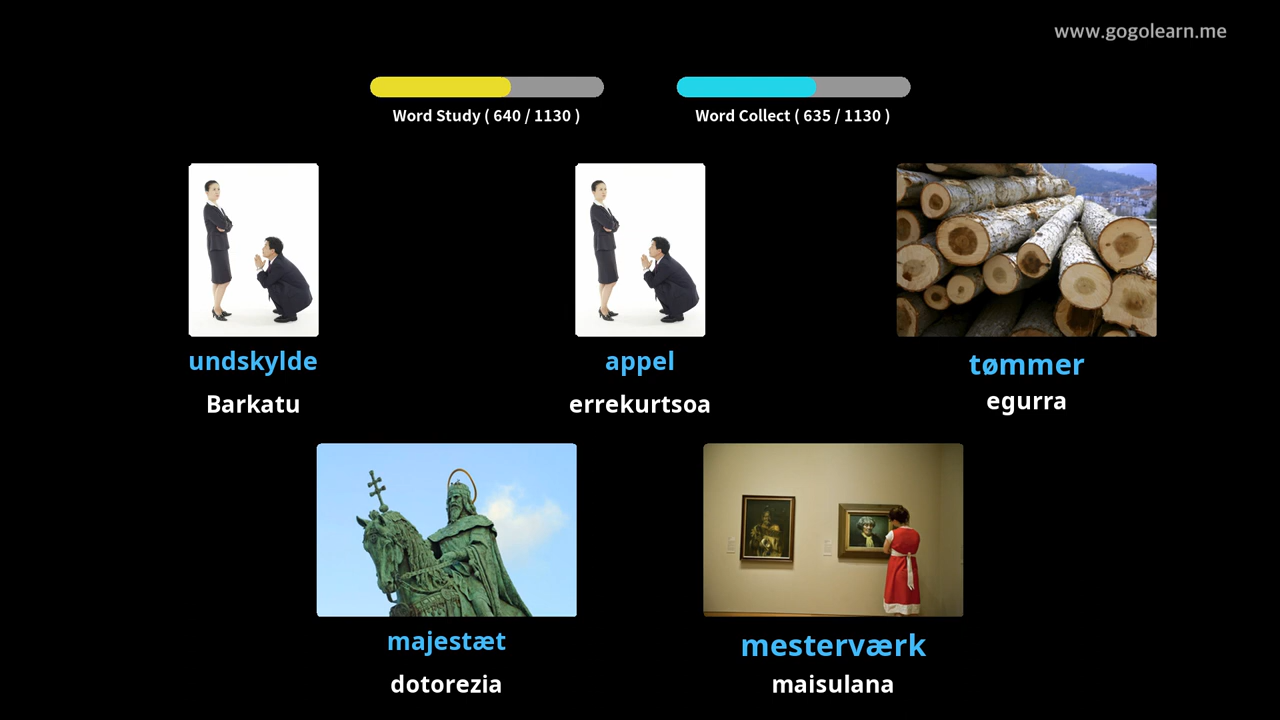 www.gogolearn.me
Word Study ( 640 / 1130 )
Word Collect ( 635 / 1130 )
undskylde
Barkatu
appel
errekurtsoa
tømmer
egurra
majestæt
dotorezia
mesterværk
maisulana